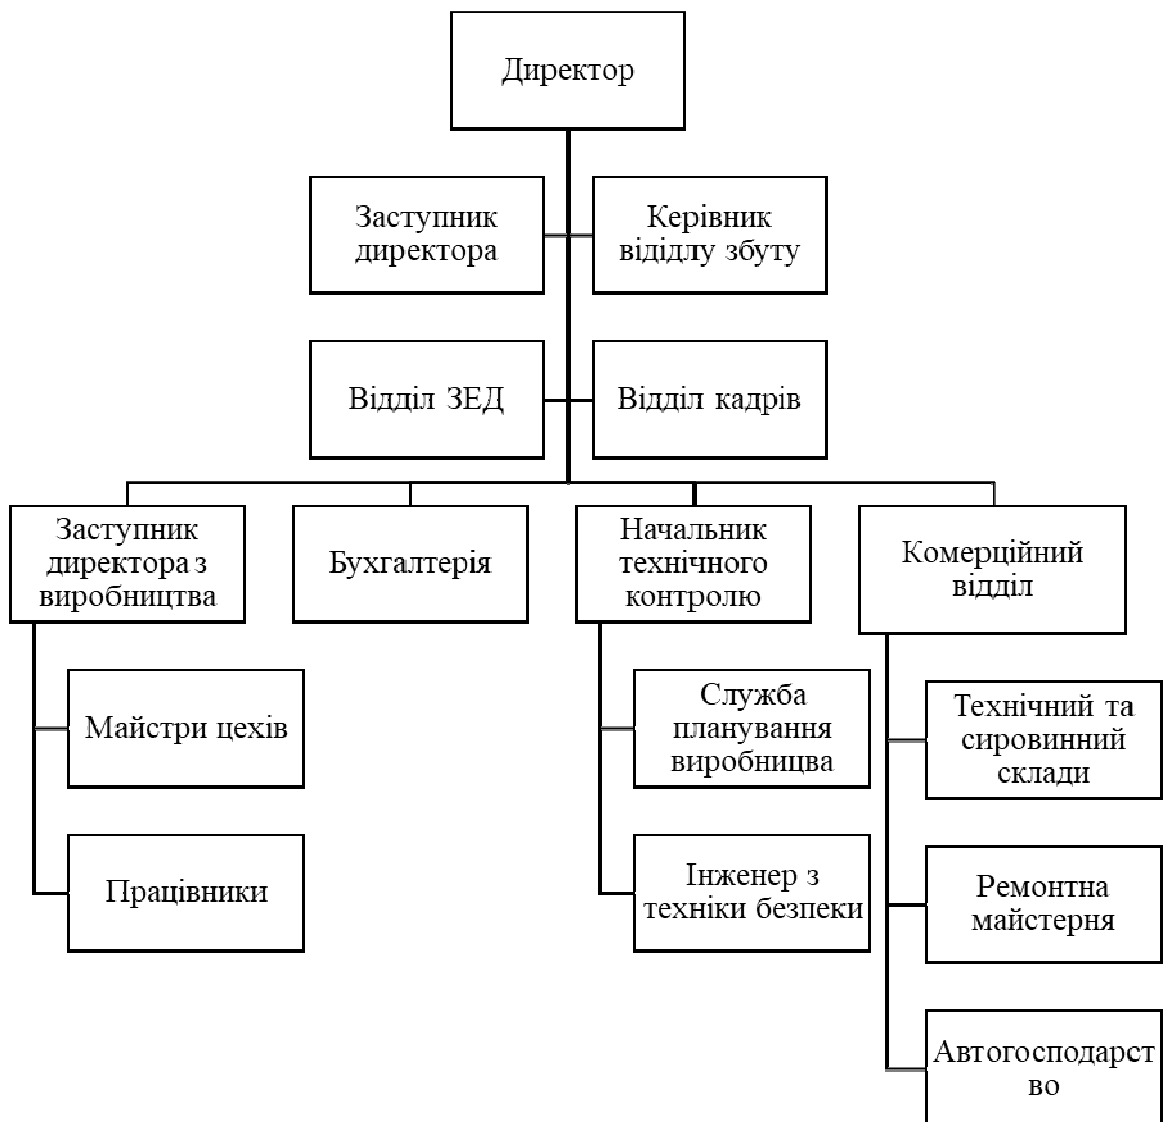 Директор
Заступник
директора
Керівник
відідлу збуту
Відділ ЗЕД
Відділ кадрів
Заступник
директора з
виробництва
Бухгалтерія
Начальник
технічного
контролю
Комерційний
відділ
Майстри цехів
Служба
планування
виробницва
Технічний та
сировинний
склади
Працівники
Інженер з
техніки безпеки
Ремонтна
майстерня
Автогосподарст
во